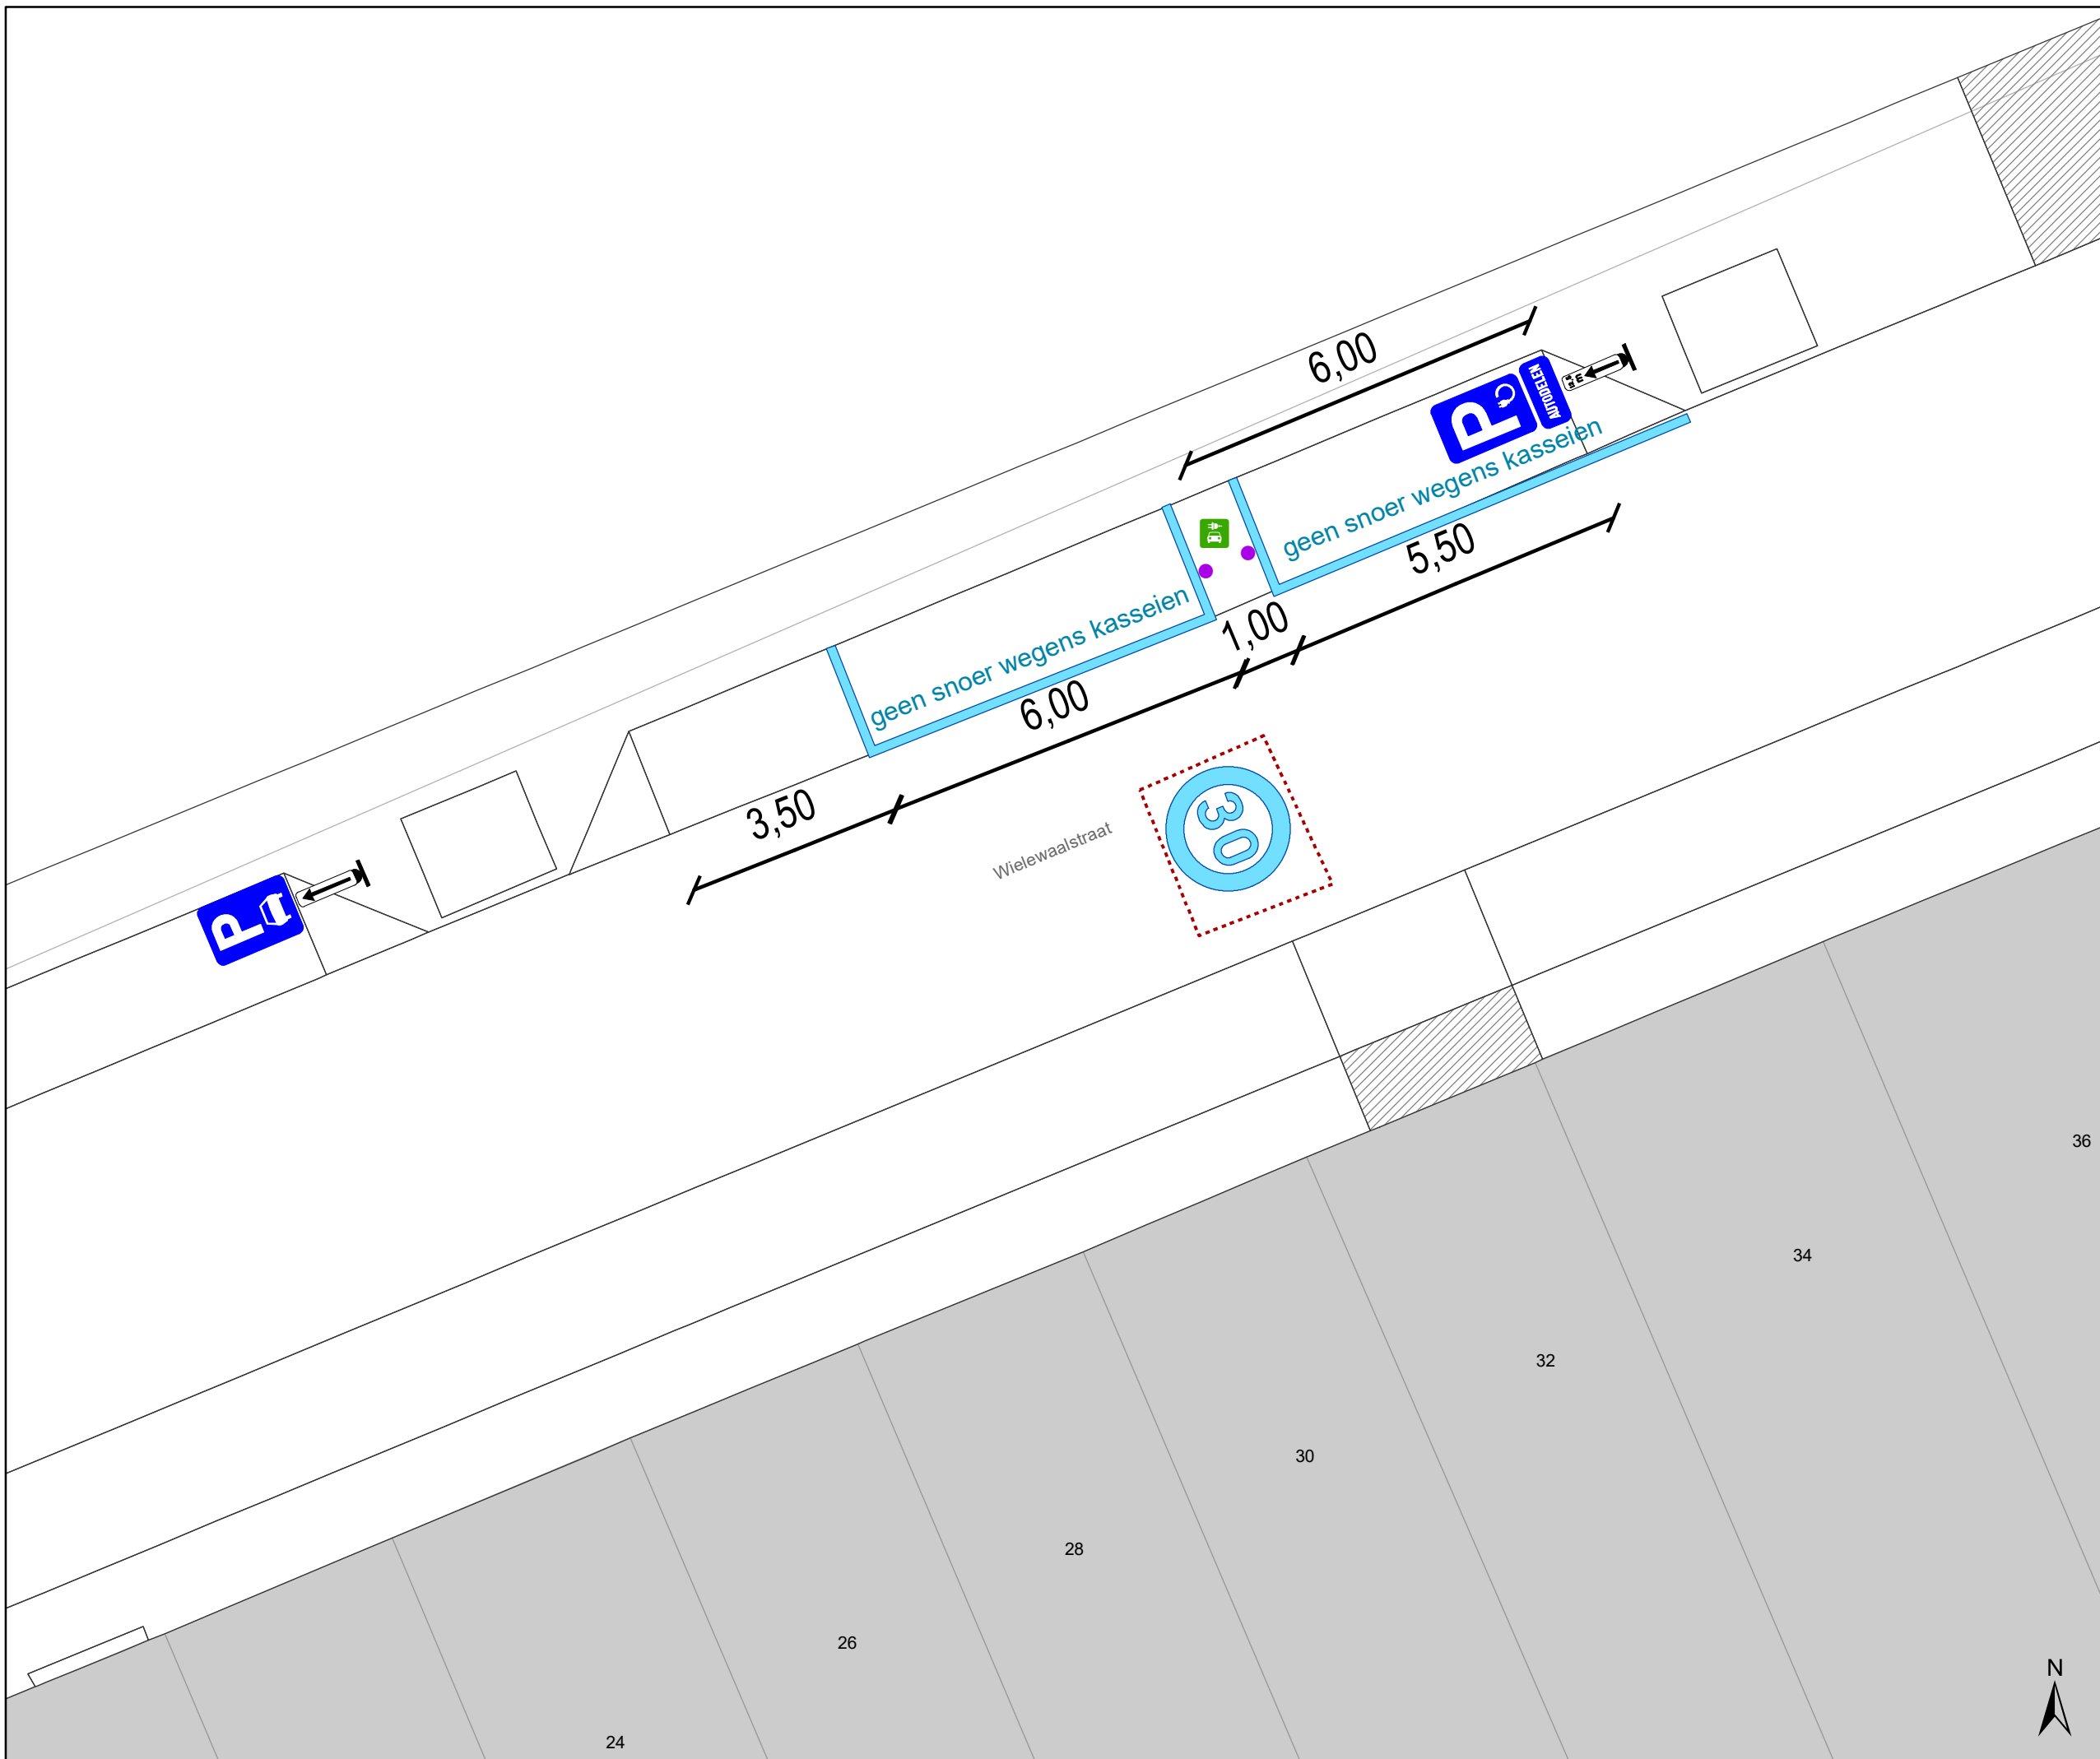 6,00
P
AUTODELEN
E
geen snoer wegens kasseien
5,50
1,00
geen snoer wegens kasseien
6,00
3,50
30
Wielewaalstraat
P
36
34
32
30
28
26
24
N